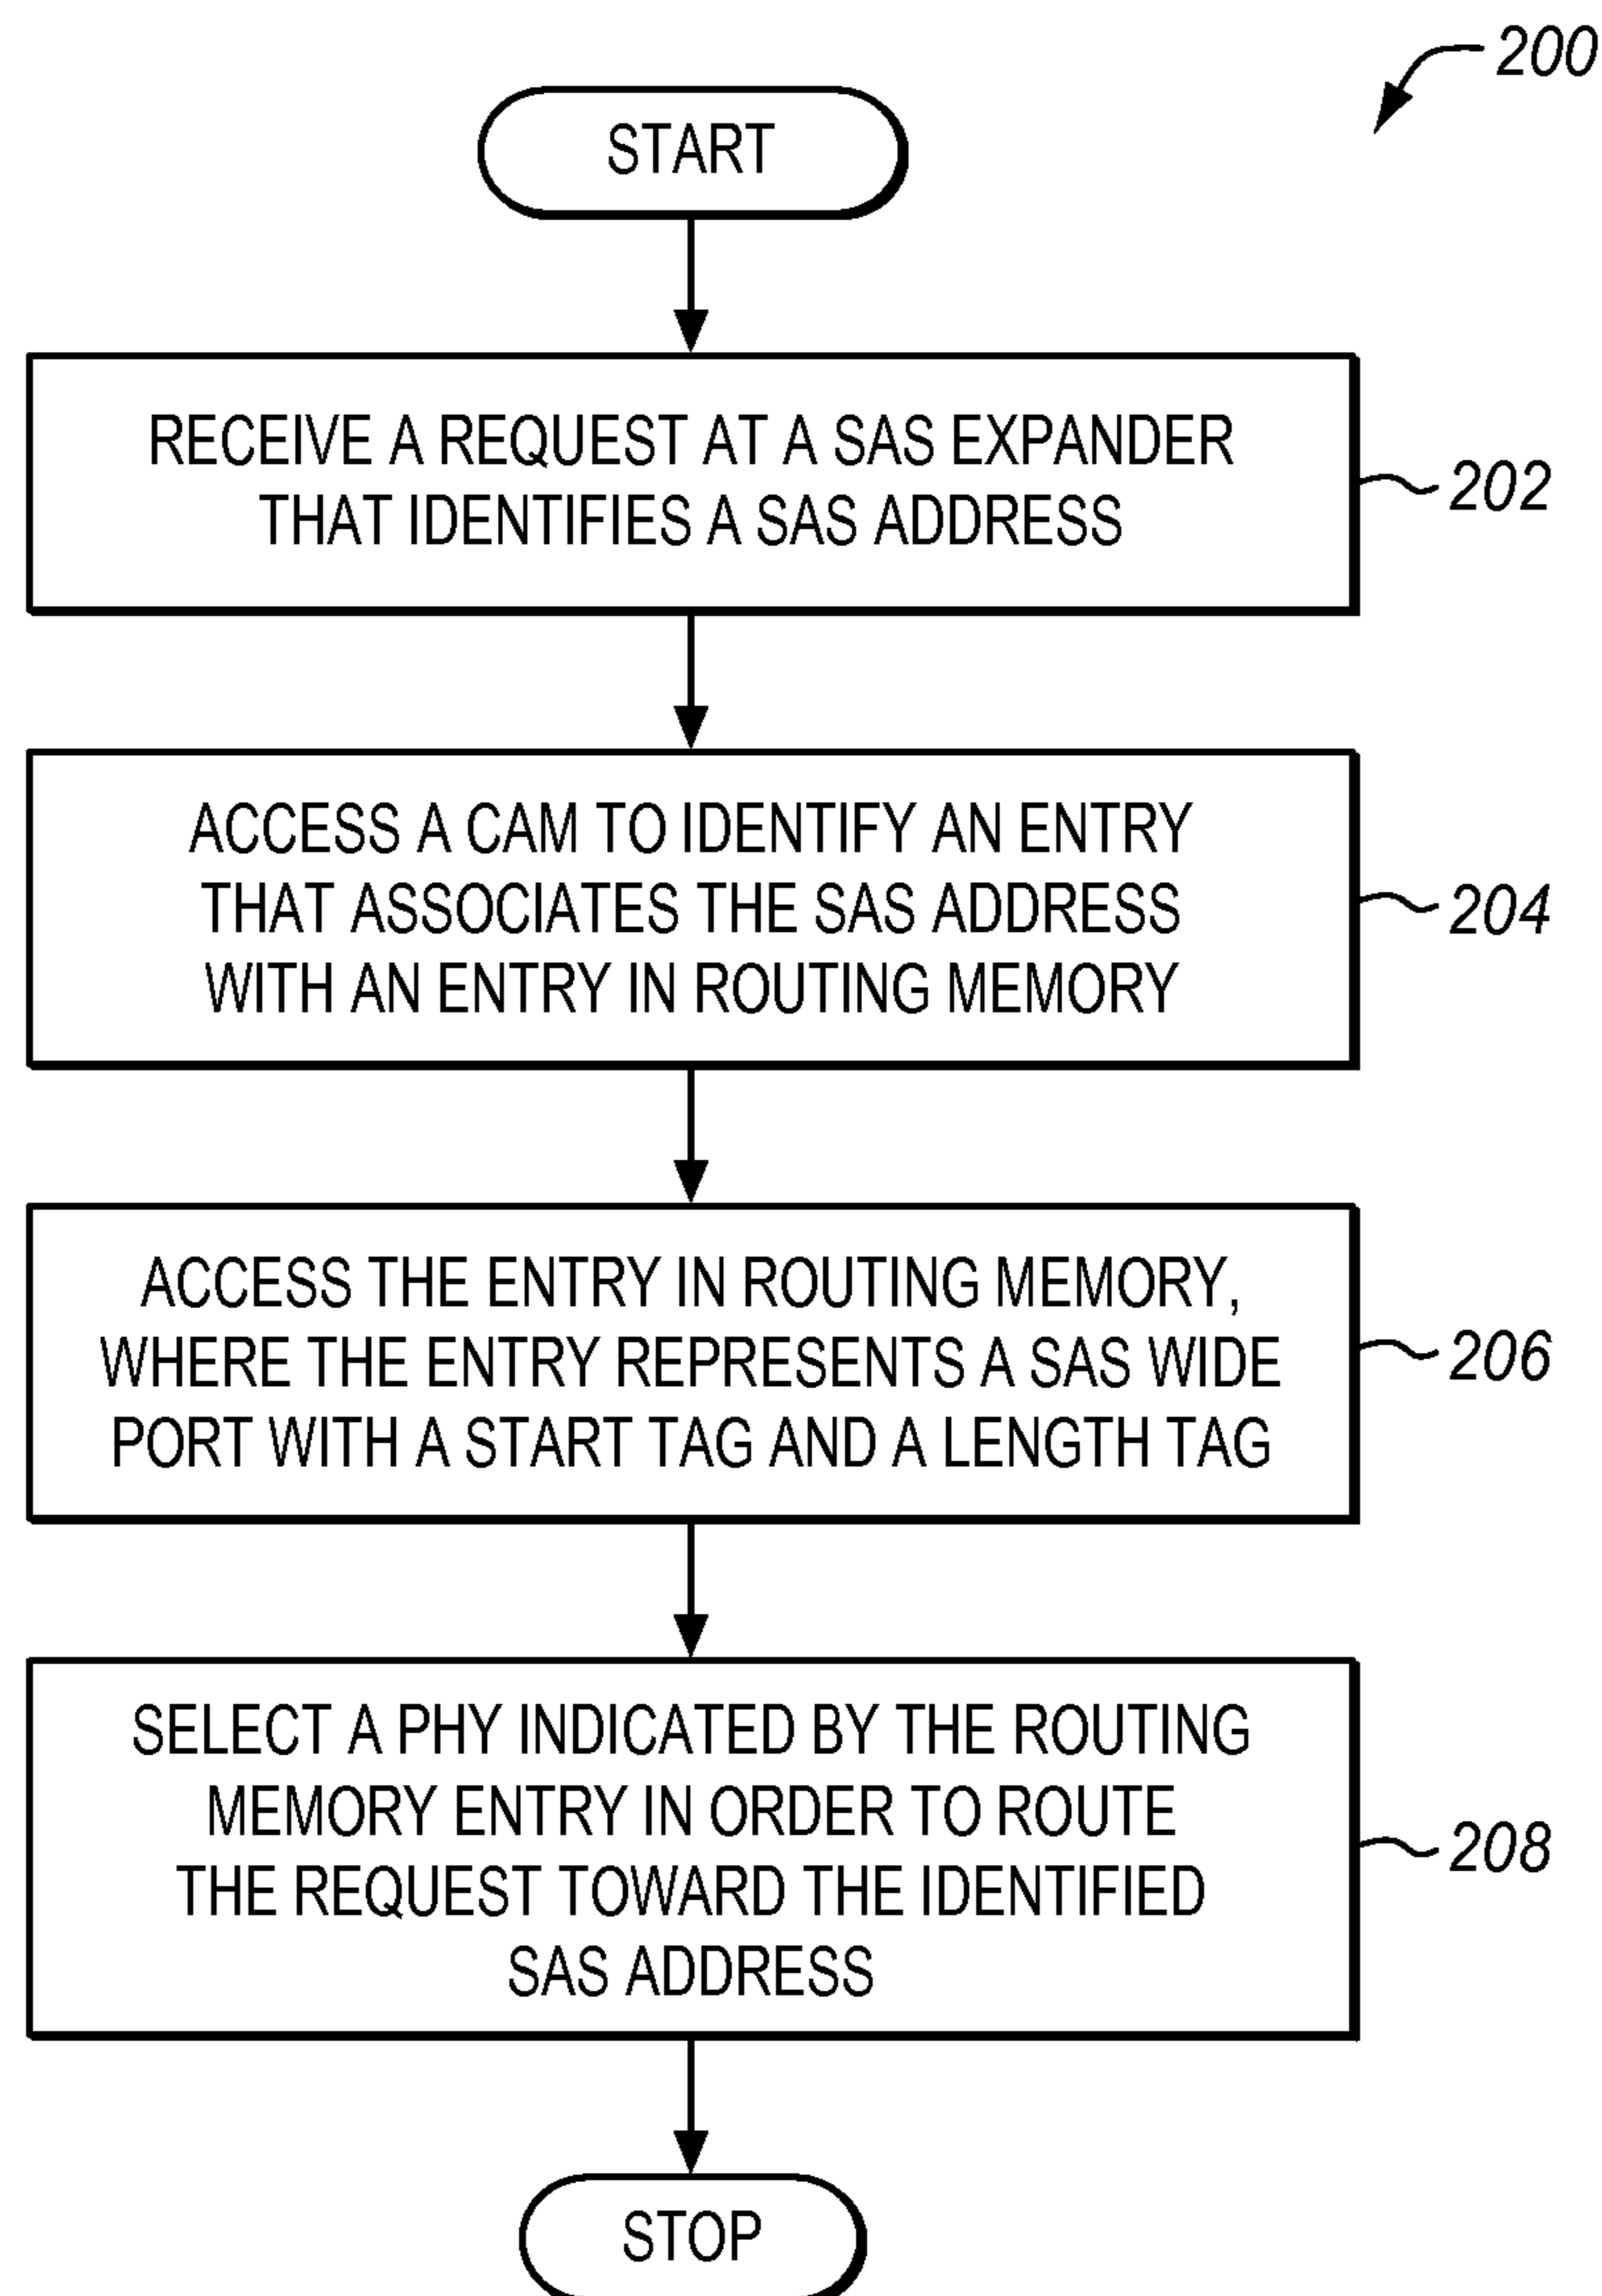 200
START
RECEIVE A REQUEST AT A SAS EXPANDER
THAT IDENTIFIES A SAS ADDRESS
202
ACCESS A CAM TO IDENTIFY AN ENTRY
THAT ASSOCIATES THE SAS ADDRESS
WITH AN ENTRY IN ROUTING MEMORY
204
ACCESS THE ENTRY IN ROUTING MEMORY,
WHERE THE ENTRY REPRESENTS A SAS WIDE
PORT WITH A START TAG AND A LENGTH TAG
206
SELECT A PHY INDICATED BY THE ROUTING
MEMORY ENTRY IN ORDER TO ROUTE
THE REQUEST TOWARD THE IDENTIFIED
SAS ADDRESS
208
STOP